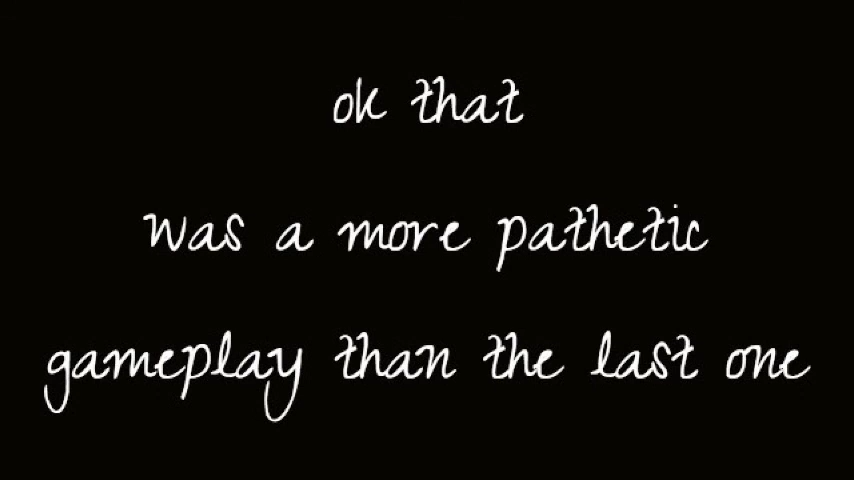 ok that
was a more pathetic
gameplay than the last one